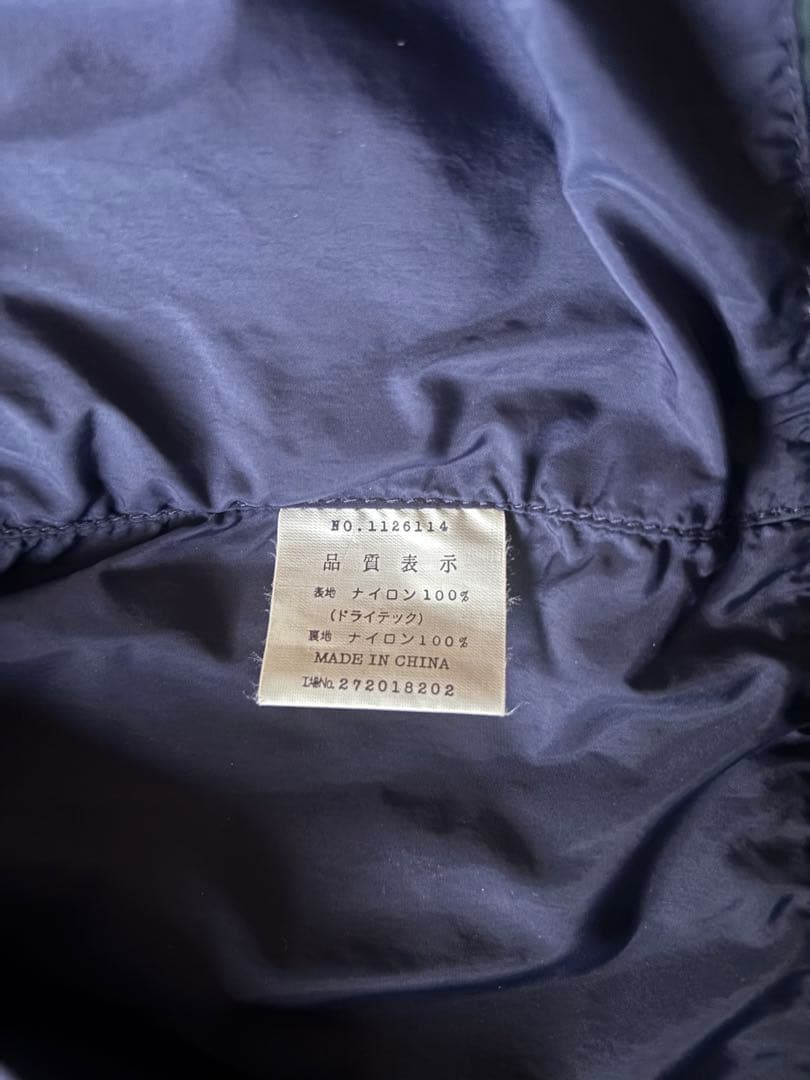 NO.1126114
品質表示
表地 ナイロン100%
(ドライテック)
裏地 ナイロン100%
MADE IN CHINA
工場No.272018202